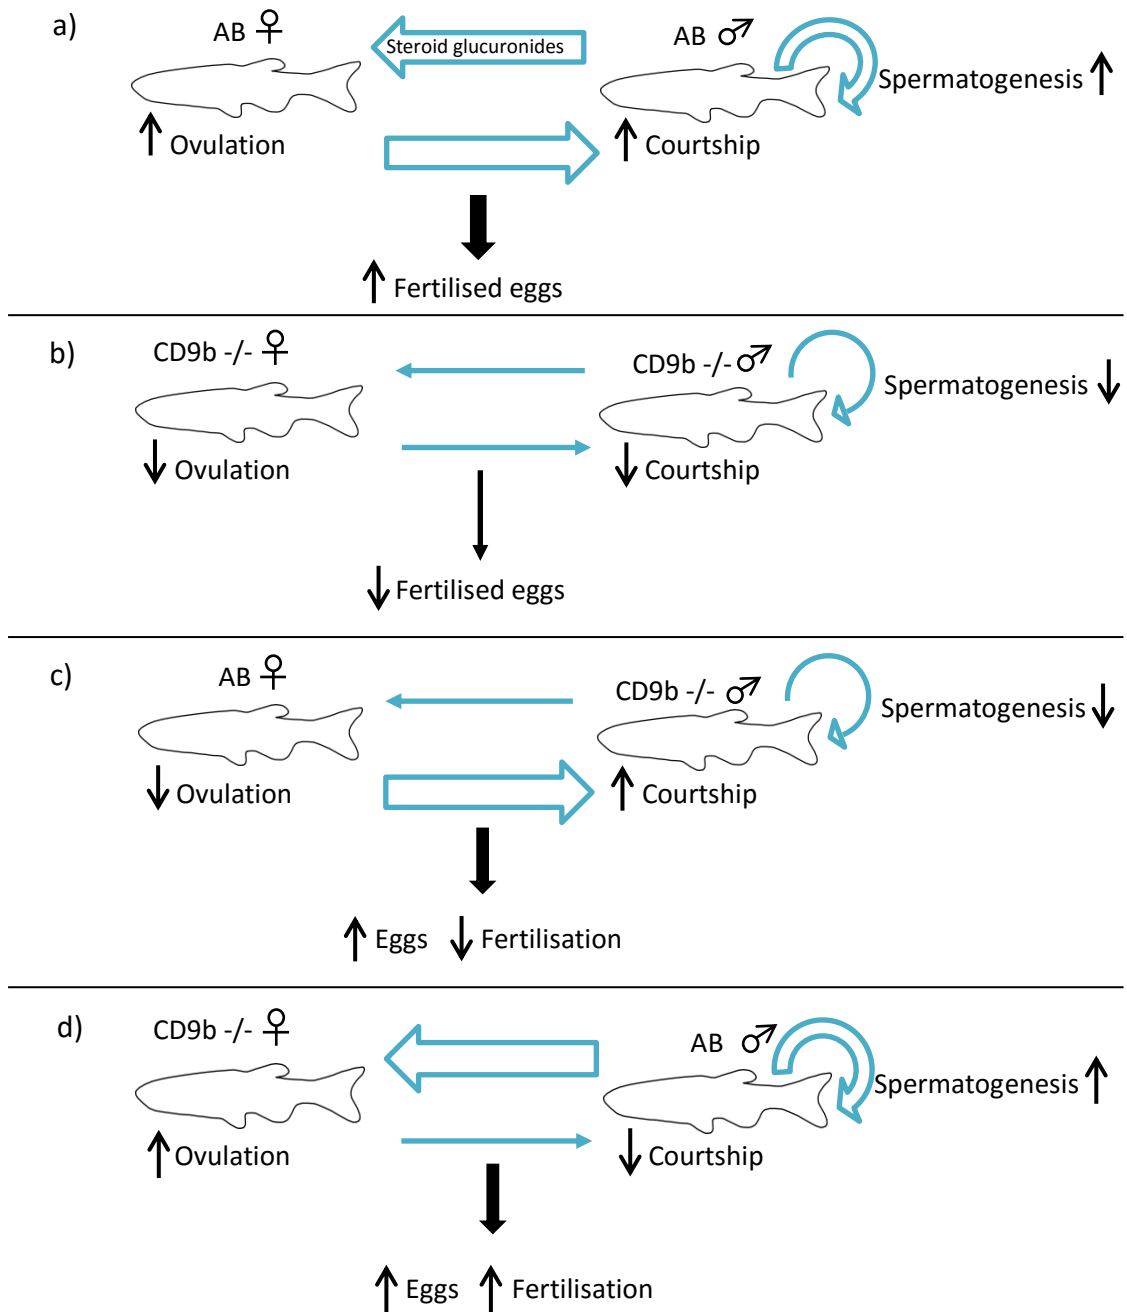 a)
AB ♀
AB ♂
Steroid glucuronides
Spermatogenesis ↑
↑ Ovulation
↑ Courtship
↑ Fertilised eggs
b)
CD9b -/- ♀
CD9b -/- ♂
Spermatogenesis ↓
↓ Ovulation
↓ Courtship
↓ Fertilised eggs
c)
AB ♀
CD9b -/- ♂
Spermatogenesis ↓
↓ Ovulation
↑ Courtship
↑ Eggs ↓ Fertilisation
d)
CD9b -/- ♀
AB ♂
Spermatogenesis ↑
↑ Ovulation
↓ Courtship
↑ Eggs ↑ Fertilisation